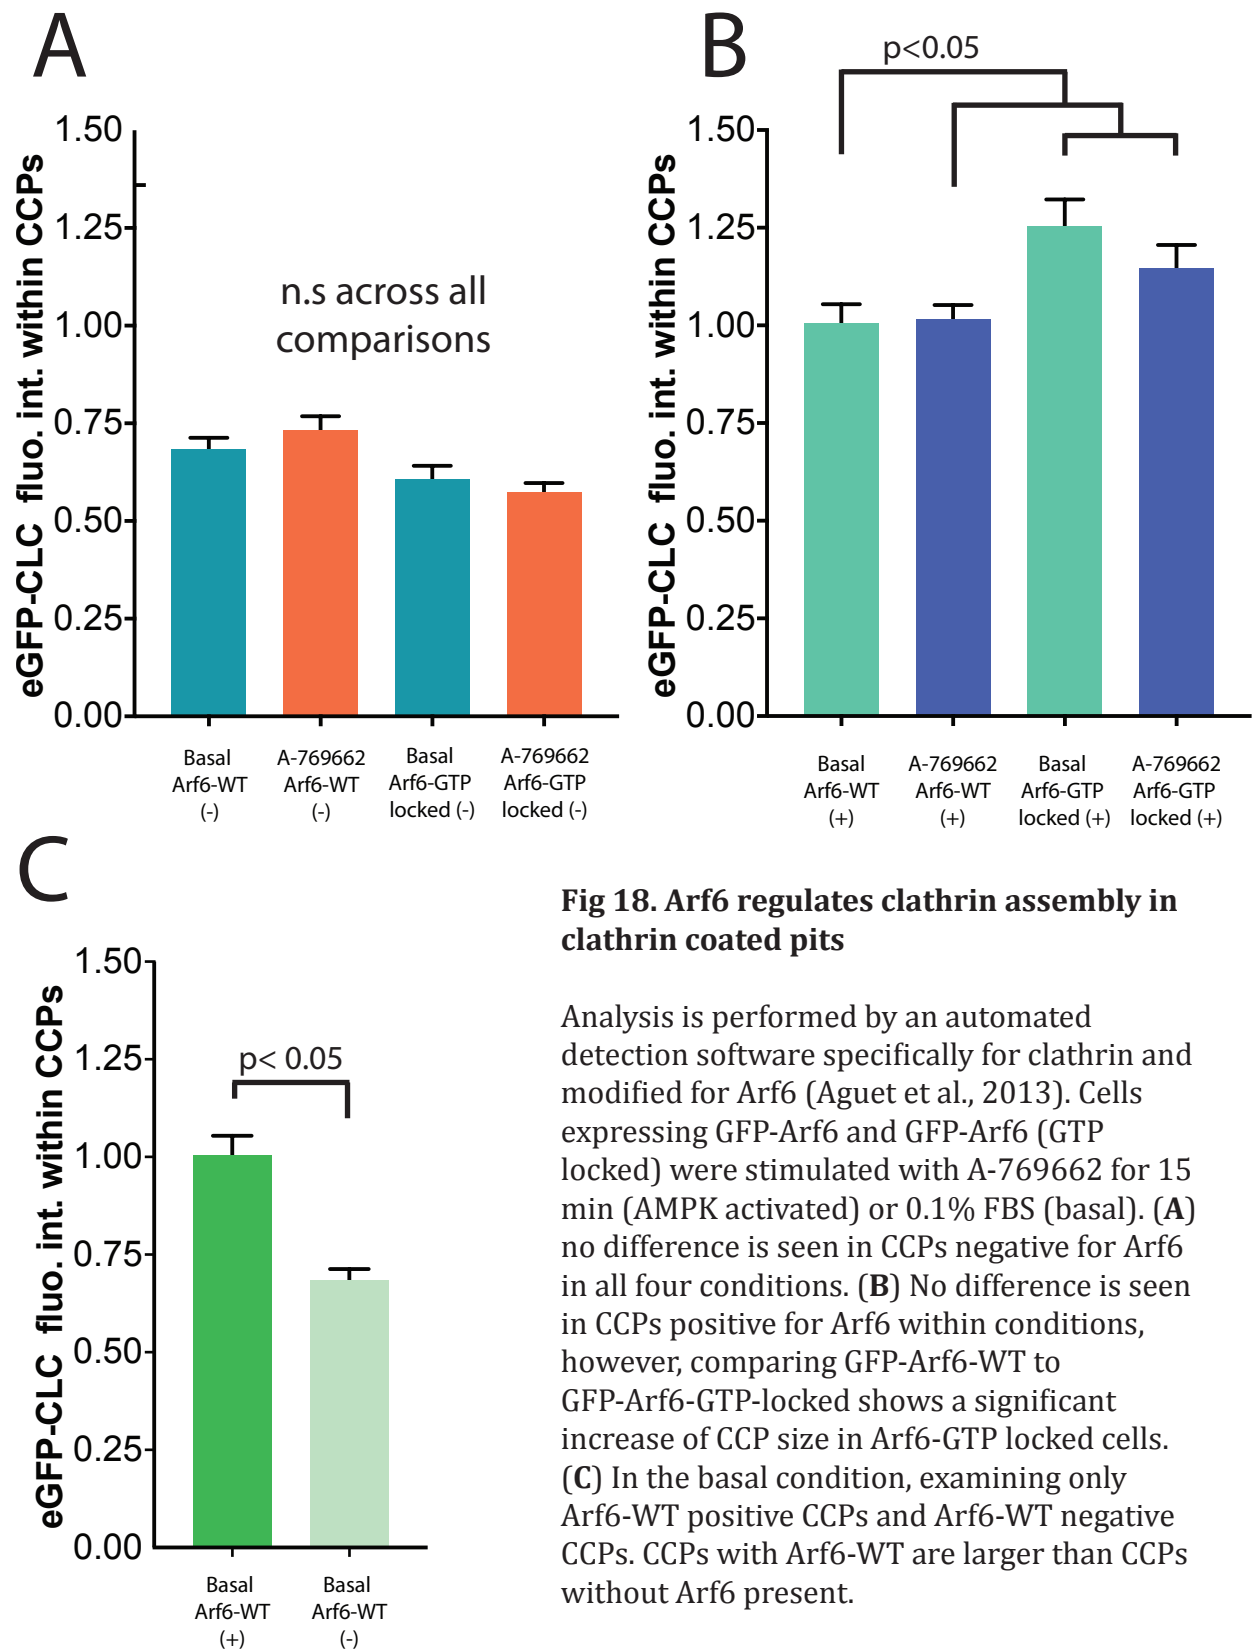 A
eGFP-CLC fluo. int. within CCPs
1.50
1.25
1.00
0.75
0.50
0.25
0.00
n.s across all
comparisons
Basal
Arf6-WT
(-)
A-769662
Arf6-WT
(-)
Basal
Arf6-GTP
locked (-)
A-769662
Arf6-GTP
locked (-)
B
p<0.05
eGFP-CLC fluo. int. within CCPs
1.50
1.25
1.00
0.75
0.50
0.25
0.00
Basal
Arf6-WT
(+)
A-769662
Arf6-WT
(+)
Basal
Arf6-GTP
locked (+)
A-769662
Arf6-GTP
locked (+)
C
eGFP-CLC fluo. int. within CCPs
1.50
1.25
1.00
0.75
0.50
0.25
0.00
p< 0.05
Basal
Arf6-WT
(+)
Basal
Arf6-WT
(-)
Fig 18. Arf6 regulates clathrin assembly in
clathrin coated pits
Analysis is performed by an automated
detection software specifically for clathrin and
modified for Arf6 (Aguet et al., 2013). Cells
expressing GFP-Arf6 and GFP-Arf6 (GTP
locked) were stimulated with A-769662 for 15
min (AMPK activated) or 0.1% FBS (basal). (A)
no difference is seen in CCPs negative for Arf6
in all four conditions. (B) No difference is seen
in CCPs positive for Arf6 within conditions,
however, comparing GFP-Arf6-WT to
GFP-Arf6-GTP-locked shows a significant
increase of CCP size in Arf6-GTP locked cells.
(C) In the basal condition, examining only
Arf6-WT positive CCPs and Arf6-WT negative
CCPs. CCPs with Arf6-WT are larger than CCPs
without Arf6 present.